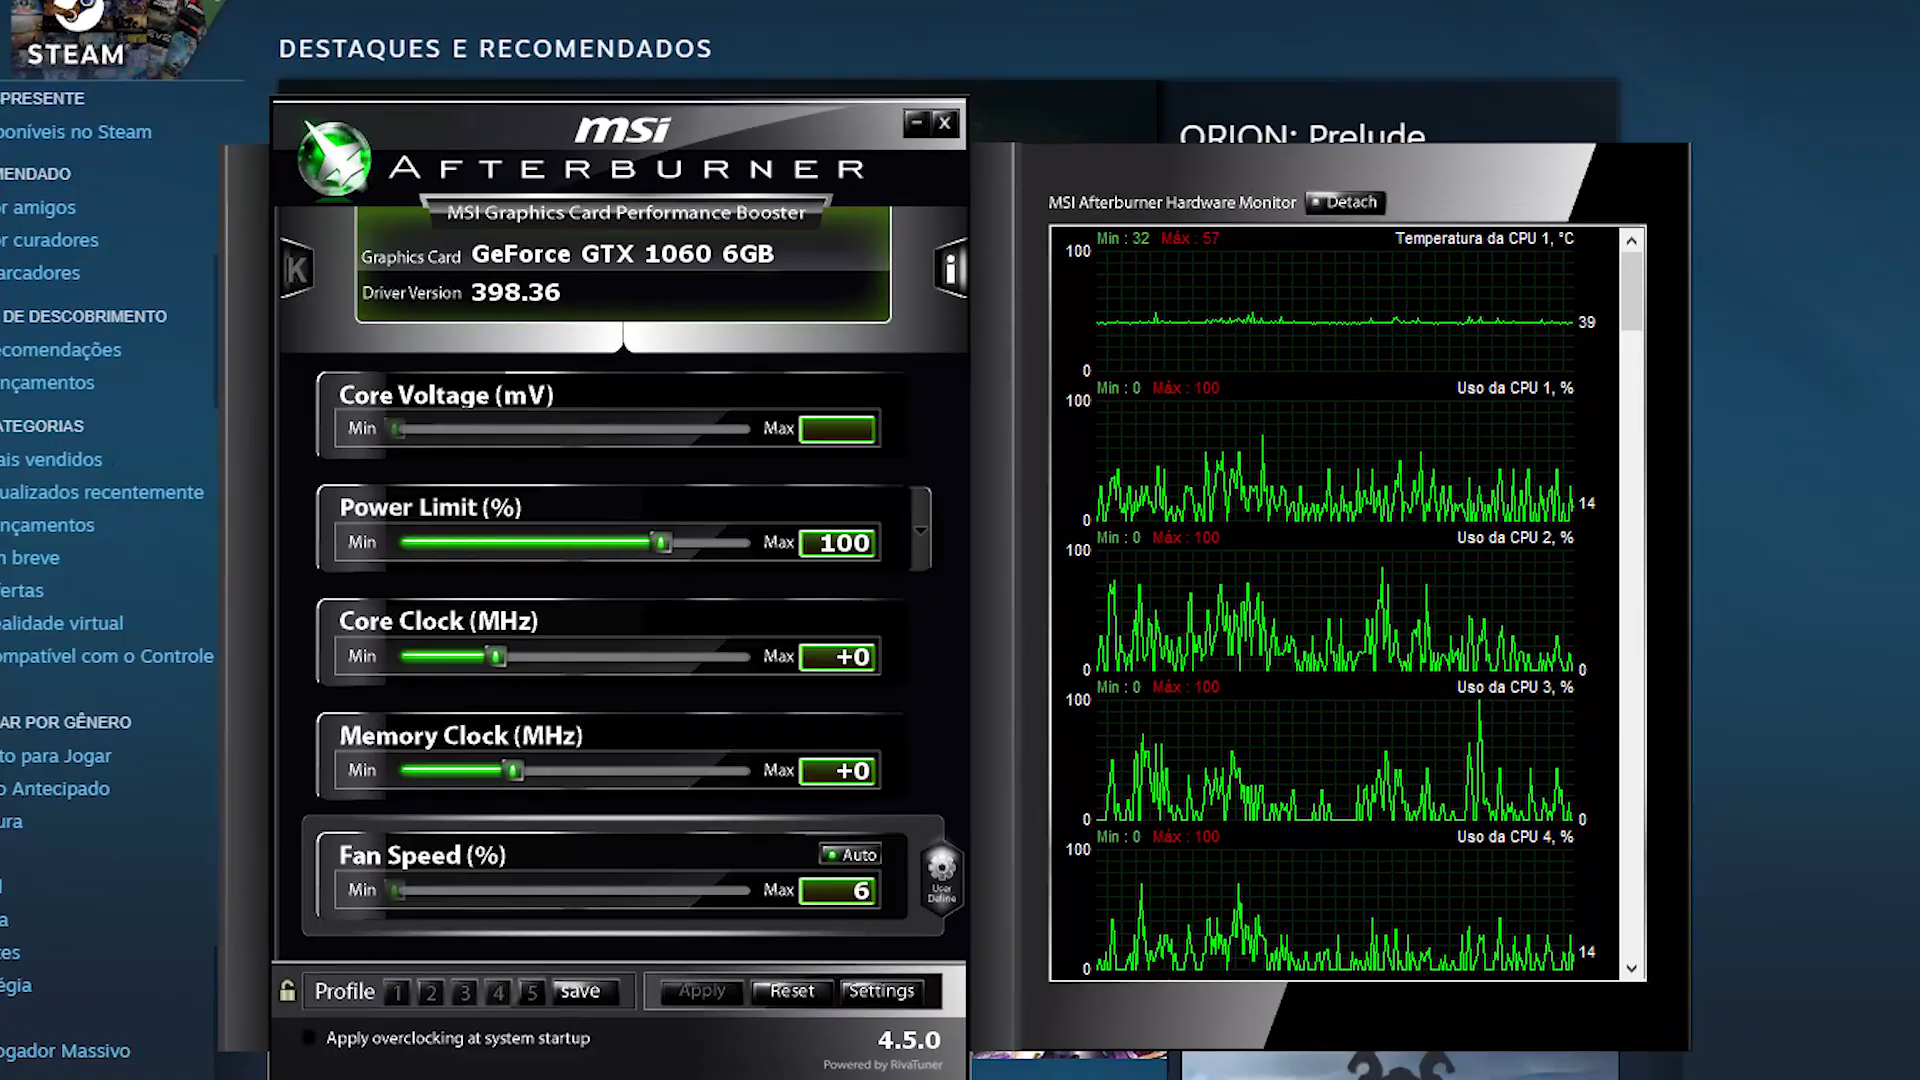 STEAM
DESTAQUES E RECOMENDADOS
PRESENTE
poníveis no Steam
MENDADO
r amigos
r curadores
arcadores
DE DESCOBRIMENTO
ecomendações
nçamentos
ATEGORIAS
ais vendidos
ualizados recentemente
nçamentos
n breve
fertas
ealidade virtual
ompatível com o Controle
AR POR GÊNERO
to para Jogar
o Antecipado
ura
a
tes
égia
ogador Massivo
ORION: Prelude
msi
AFTERBURNER
MSI Graphics Card Performance Booster
Graphics Card GeForce GTX 1060 6GB
Driver Version 398.36
K
i
Core Voltage (mV)
Min Max
Power Limit (%)
Min Max 100
Core Clock (MHz)
Min Max +0
Memory Clock (MHz)
Min Max +0
Fan Speed (%) Auto
Min Max 6
User Define
Profile 1 2 3 4 5 save Apply Reset Settings
Apply overclocking at system startup 4.5.0
Powered by RivaTuner
MSI Afterburner Hardware Monitor Detach
Min : 32 Máx : 57 Temperatura da CPU 1, °C
100
39
0
Min : 0 Máx : 100 Uso da CPU 1, %
100
14
0
Min : 0 Máx : 100 Uso da CPU 2, %
100
0 0
Min : 0 Máx : 100 Uso da CPU 3, %
100
0 0
Min : 0 Máx : 100 Uso da CPU 4, %
100
14
0